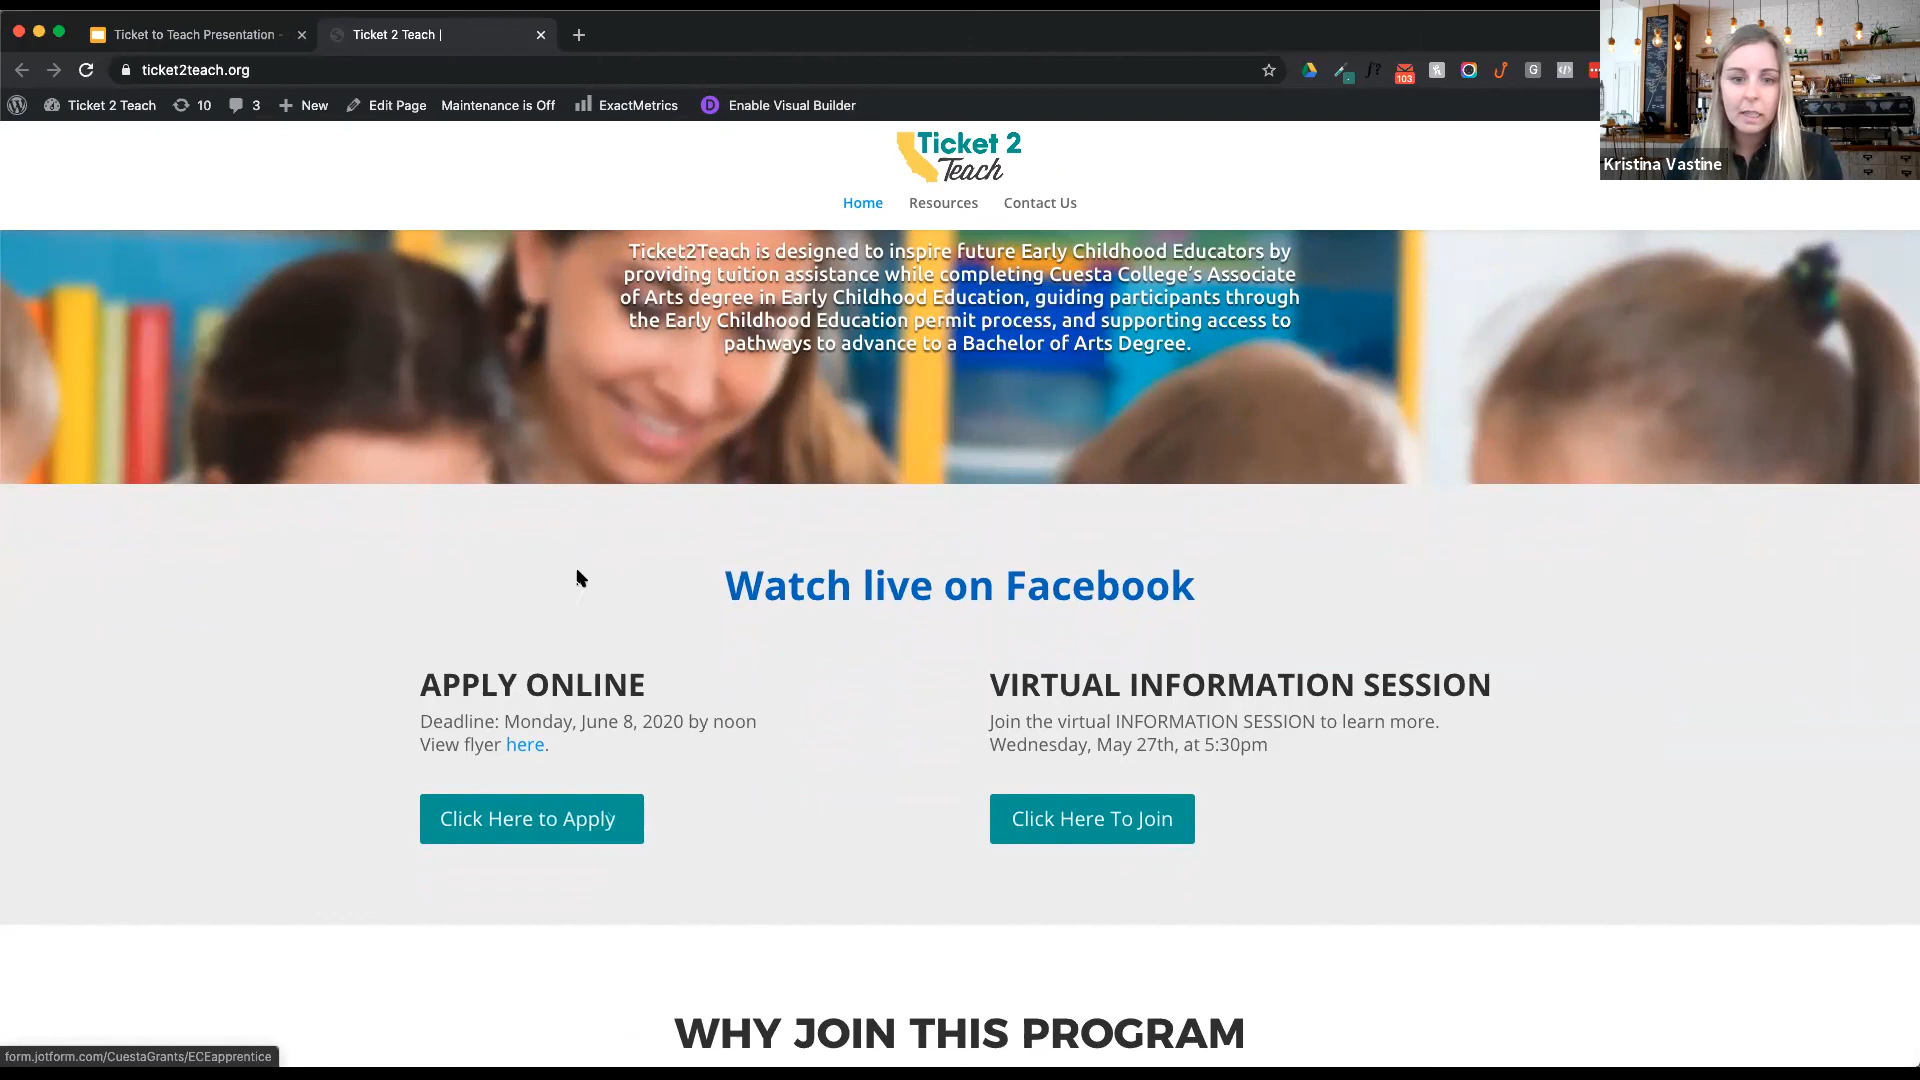 Ticket to Teach Presentation -
Ticket 2 Teach |
ticket2teach.org
103
Ticket 2 Teach
10
3
New
Edit Page
Maintenance is Off
ExactMetrics
D
Enable Visual Builder
Kristina Vastine
Ticket 2
Teach
Home
Resources
Contact Us
Ticket2Teach is designed to inspire future Early Childhood Educators by
providing tuition assistance while completing Cuesta College’s Associate
of Arts degree in Early Childhood Education, guiding participants through
the Early Childhood Education permit process, and supporting access to
pathways to advance to a Bachelor of Arts Degree.
Watch live on Facebook
APPLY ONLINE
Deadline: Monday, June 8, 2020 by noon
View flyer here.
Click Here to Apply
VIRTUAL INFORMATION SESSION
Join the virtual INFORMATION SESSION to learn more.
Wednesday, May 27th, at 5:30pm
Click Here To Join
WHY JOIN THIS PROGRAM
form.jotform.com/CuestaGrants/ECEapprentice